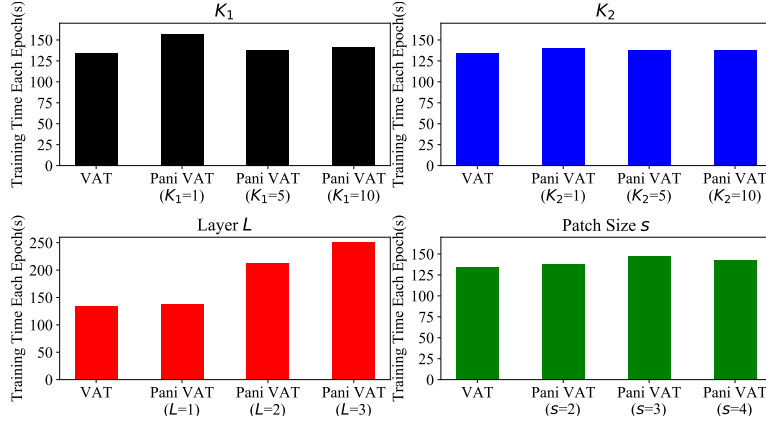 K₁
Training Time Each Epoch(s)
150
125
100
75
50
25
0
VAT
Pani VAT
(K₁=1)
Pani VAT
(K₁=5)
Pani VAT
(K₁=10)
K₂
Training Time Each Epoch(s)
150
125
100
75
50
25
0
VAT
Pani VAT
(K₂=1)
Pani VAT
(K₂=5)
Pani VAT
(K₂=10)
Layer L
Training Time Each Epoch(s)
250
200
150
100
50
0
VAT
Pani VAT
(L=1)
Pani VAT
(L=2)
Pani VAT
(L=3)
Patch Size s
Training Time Each Epoch(s)
150
125
100
75
50
25
0
VAT
Pani VAT
(s=2)
Pani VAT
(s=3)
Pani VAT
(s=4)